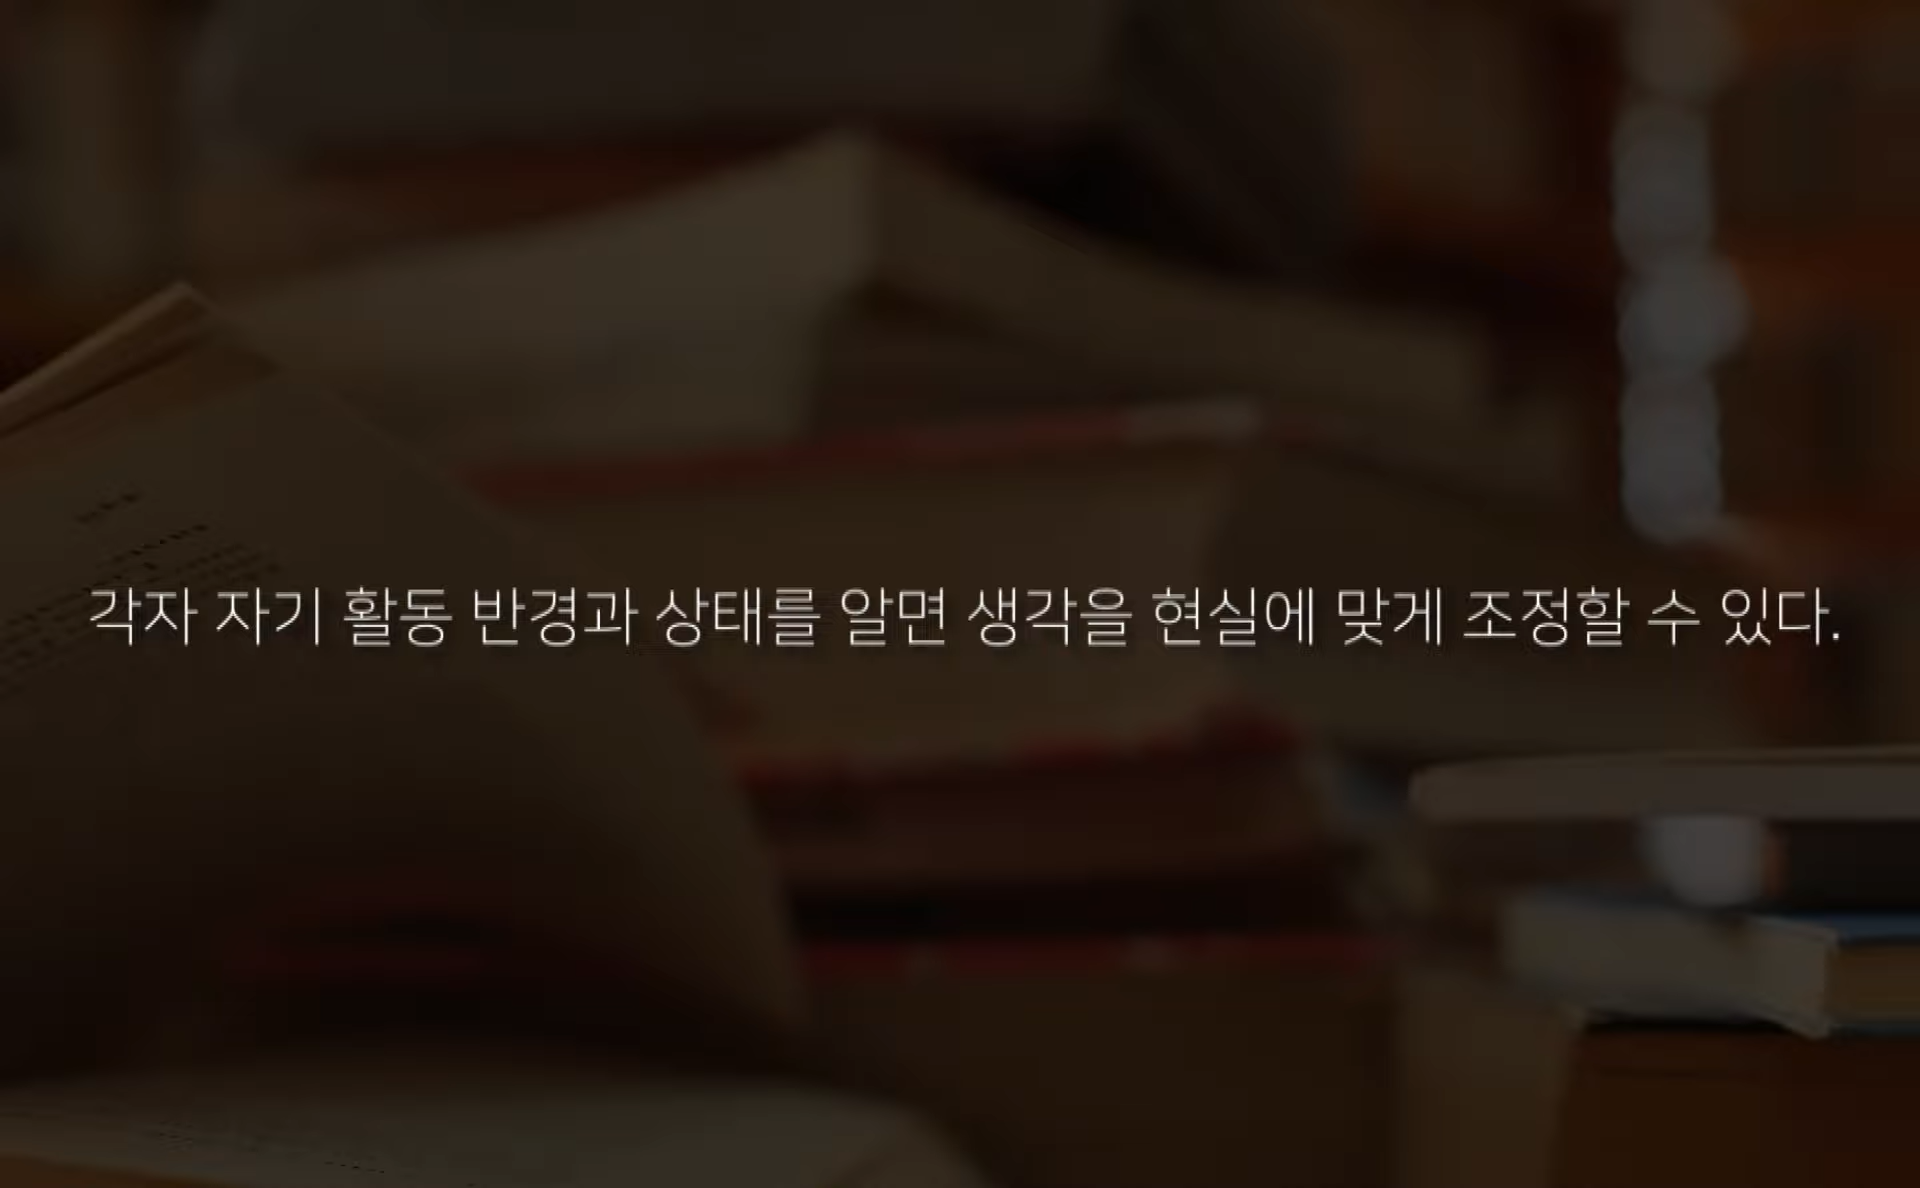 각자 자기 활동 반경과 상태를 알면 생각을 현실에 맞게 조정할 수 있다.